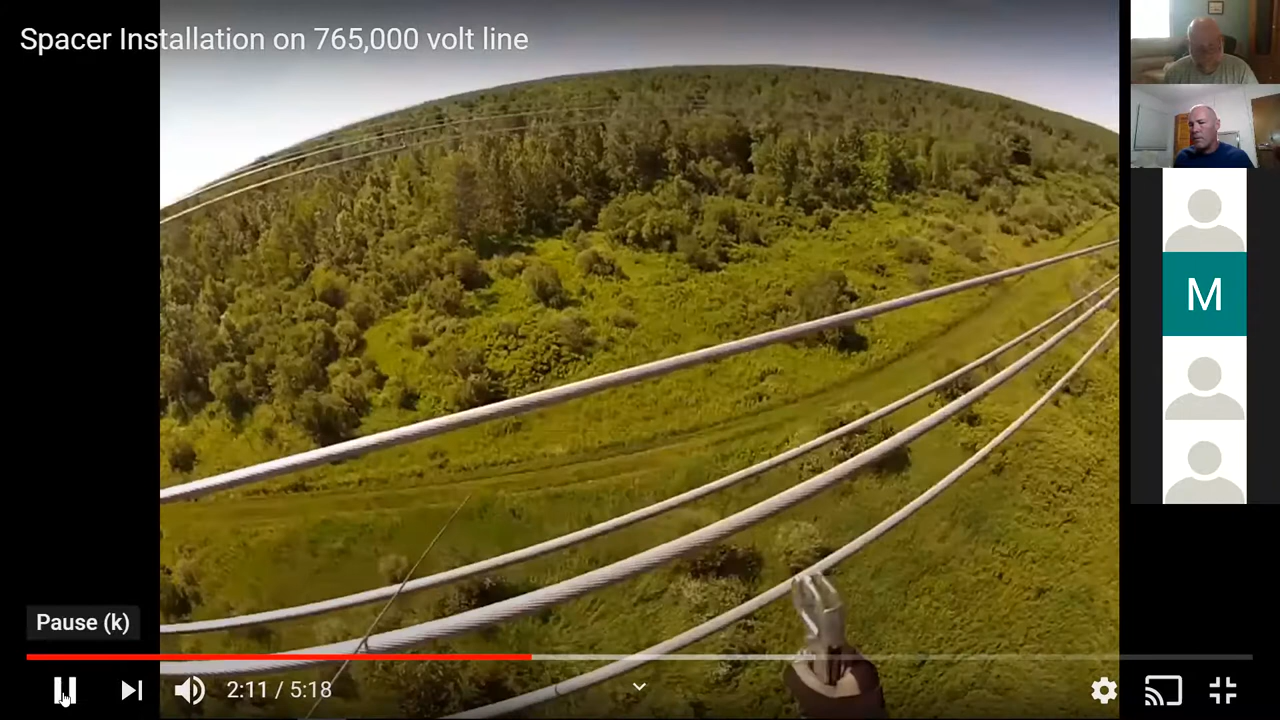 Spacer Installation on 765,000 volt line
M
Pause (k)
2:11 / 5:18